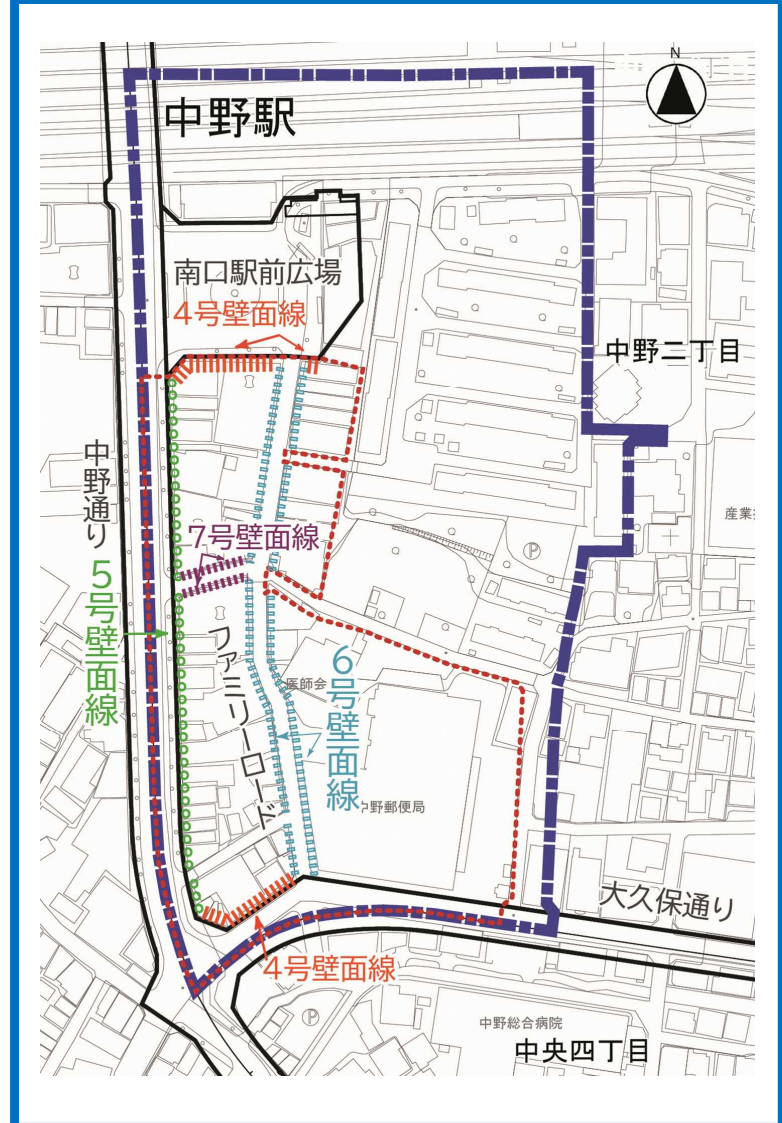 N
中野駅
南口駅前広場
4号壁面線
中野二丁目
中野通り
産業
7号壁面線
P
5号壁面線
ファミリーロード
医師会
6号壁面線
中野郵便局
大久保通り
4号壁面線
P
中野総合病院
中央四丁目